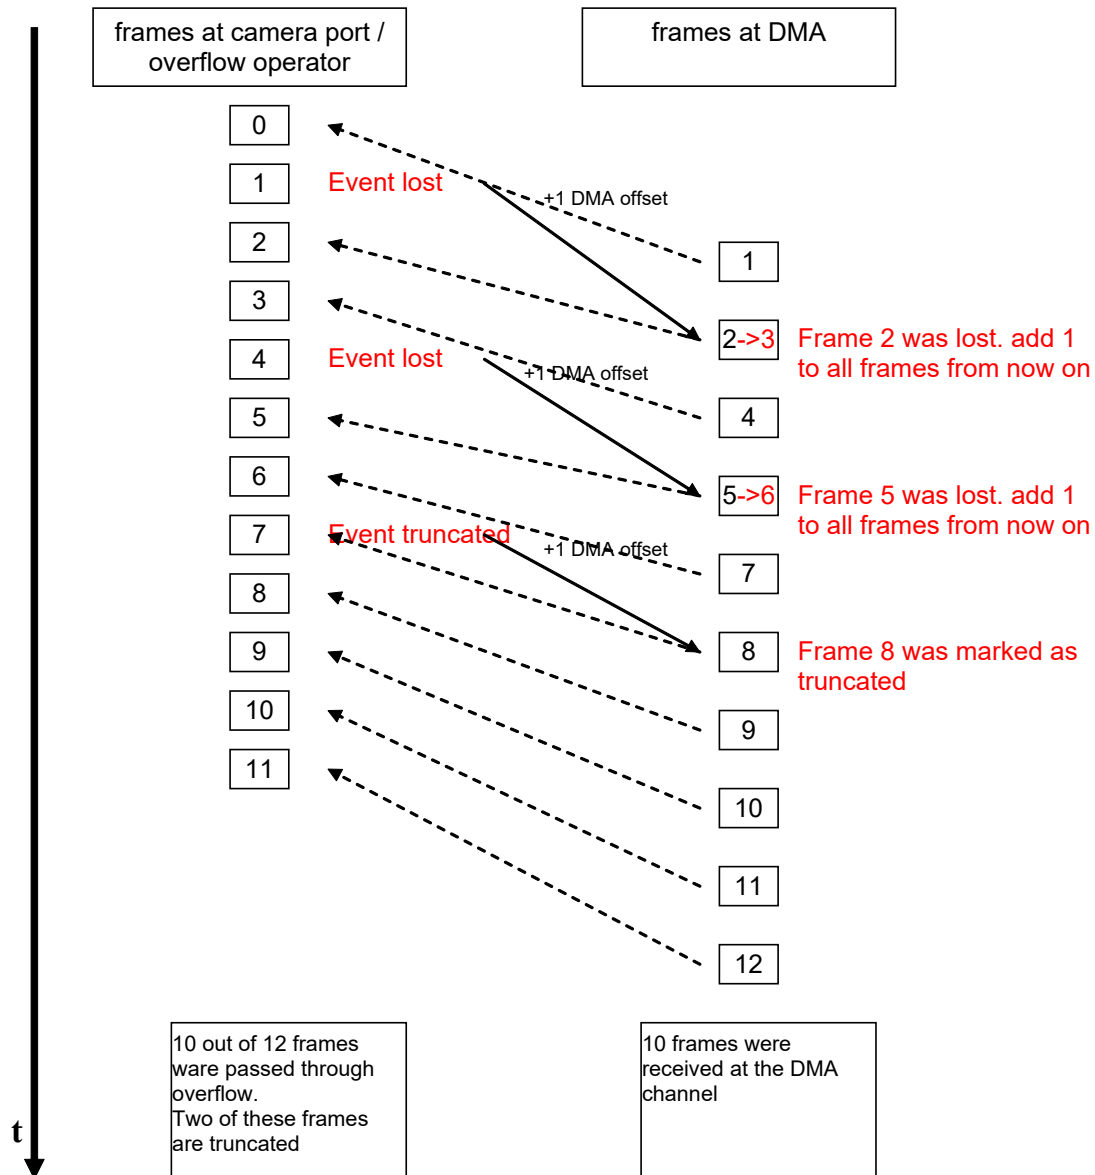 frames at camera port /
overflow operator
frames at DMA
0
1
Event lost
+1 DMA offset
2
1
3
2->3
Frame 2 was lost. add 1
to all frames from now on
4
Event lost
+1 DMA offset
5
4
6
5->6
Frame 5 was lost. add 1
to all frames from now on
7
Event truncated
+1 DMA offset
7
8
9
8
Frame 8 was marked as
truncated
10
9
11
10
11
12
10 out of 12 frames
ware passed through
overflow.
Two of these frames
are truncated
10 frames were
received at the DMA
channel
t